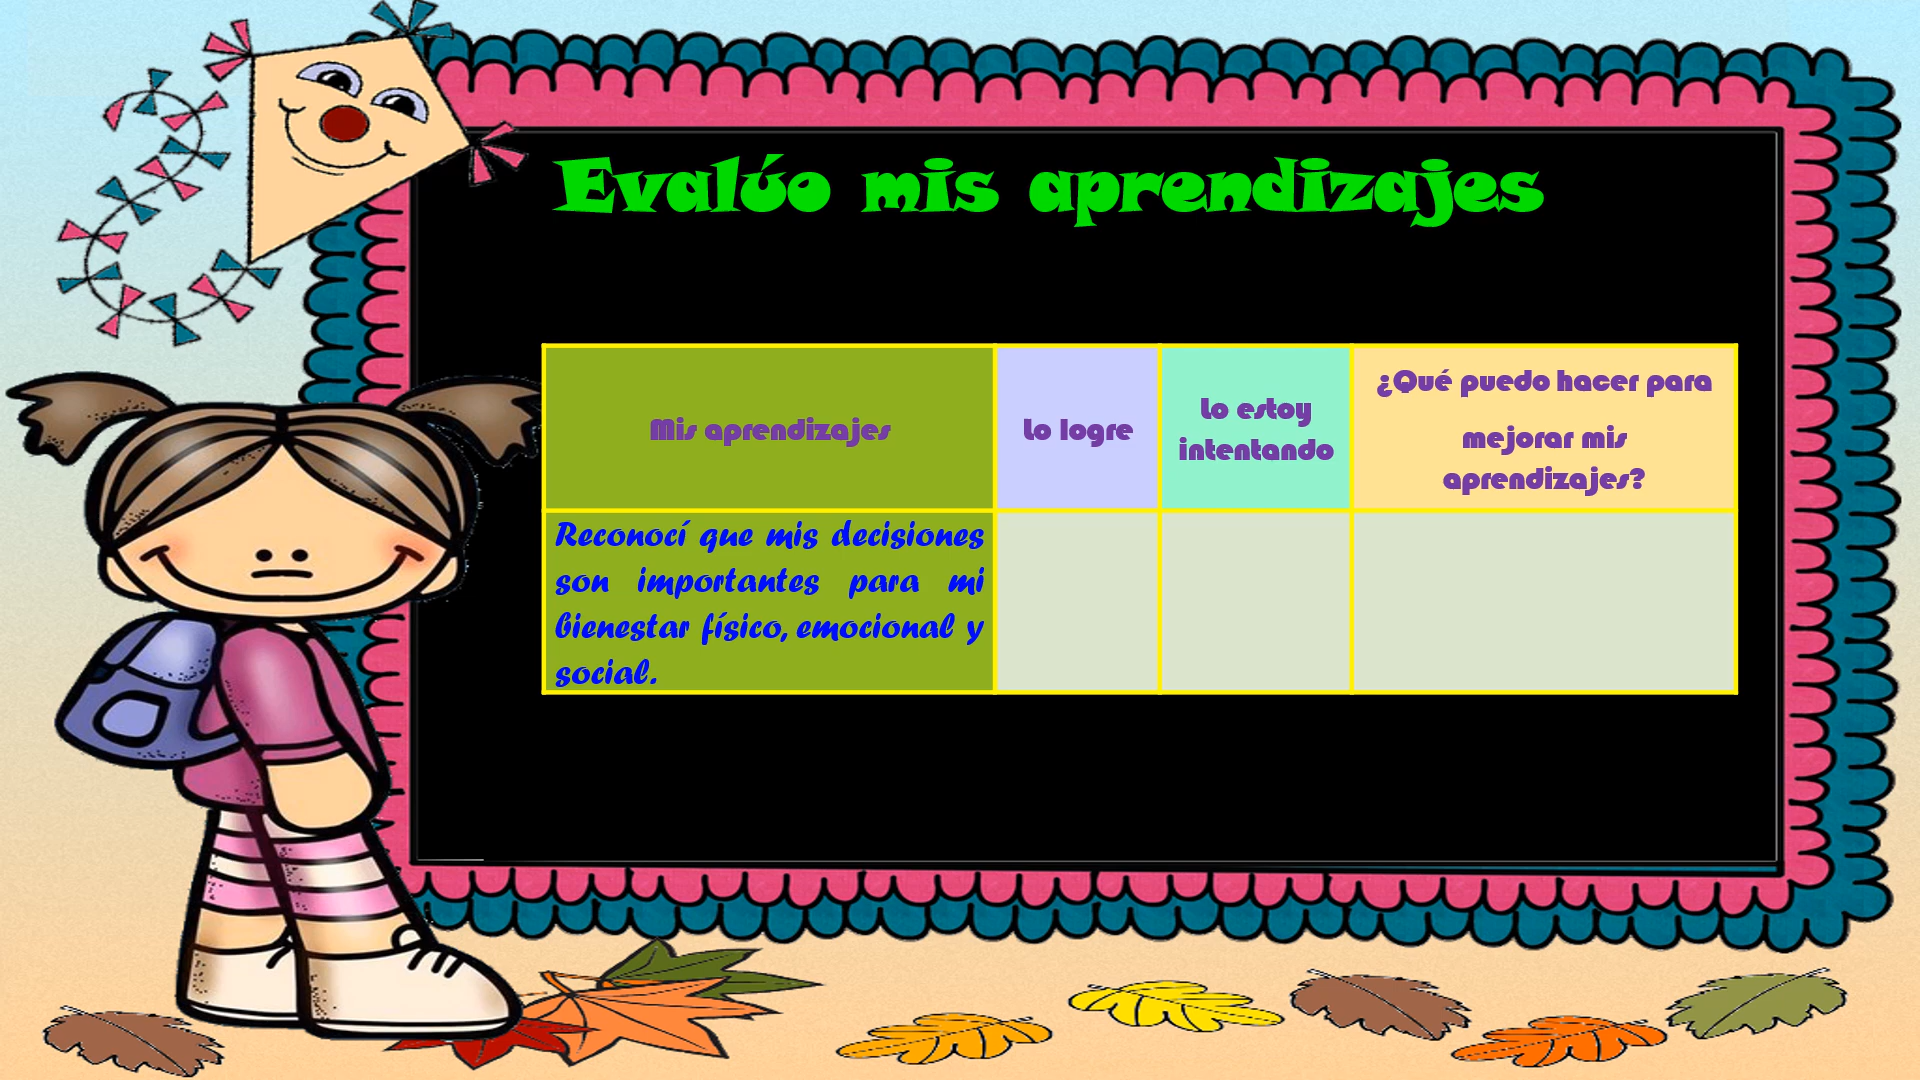 Evalúo mis aprendizajes
Mis aprendizajes
Lo logre
Lo estoy
intentando
¿Qué puedo hacer para
mejorar mis
aprendizajes?
Reconocí que mis decisiones
son importantes para mi
bienestar físico, emocional y
social.